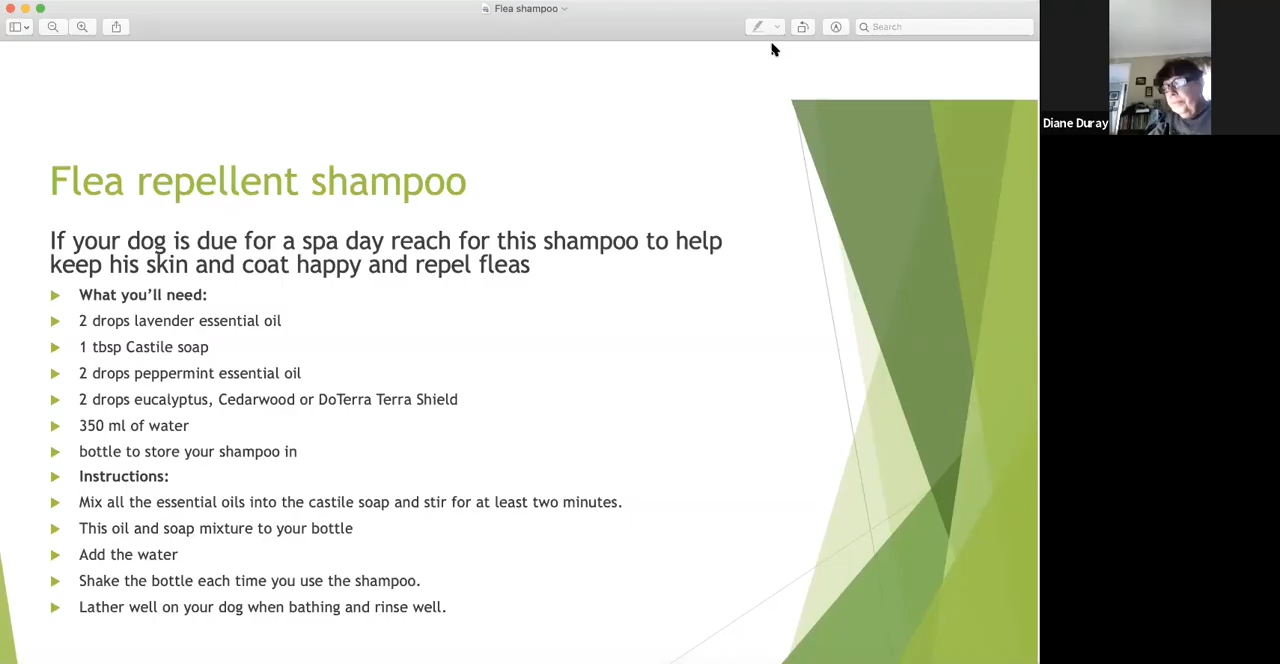 Flea shampoo
Search
Diane Duray
Flea repellent shampoo
If your dog is due for a spa day reach for this shampoo to help
keep his skin and coat happy and repel fleas
What you’ll need:
2 drops lavender essential oil
1 tbsp Castile soap
2 drops peppermint essential oil
2 drops eucalyptus, Cedarwood or DoTerra Terra Shield
350 ml of water
bottle to store your shampoo in
Instructions:
Mix all the essential oils into the castile soap and stir for at least two minutes.
This oil and soap mixture to your bottle
Add the water
Shake the bottle each time you use the shampoo.
Lather well on your dog when bathing and rinse well.